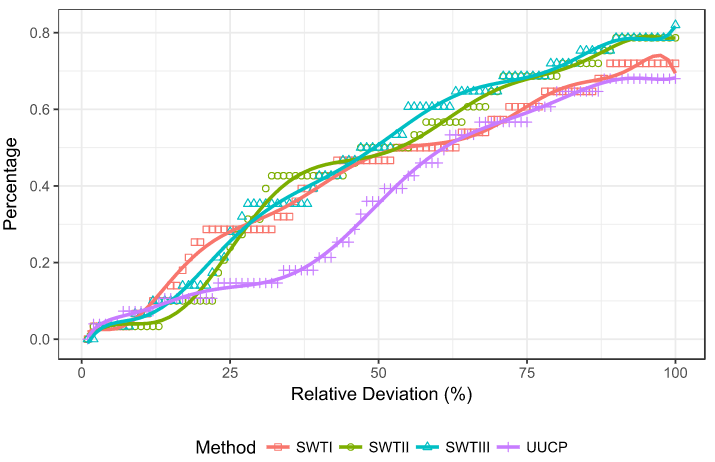 0.8
0.6
0.4
0.2
0.0
Percentage
0 25 50 75 100
Relative Deviation (%)
Method SWTI SWTII SWTIII UUCP